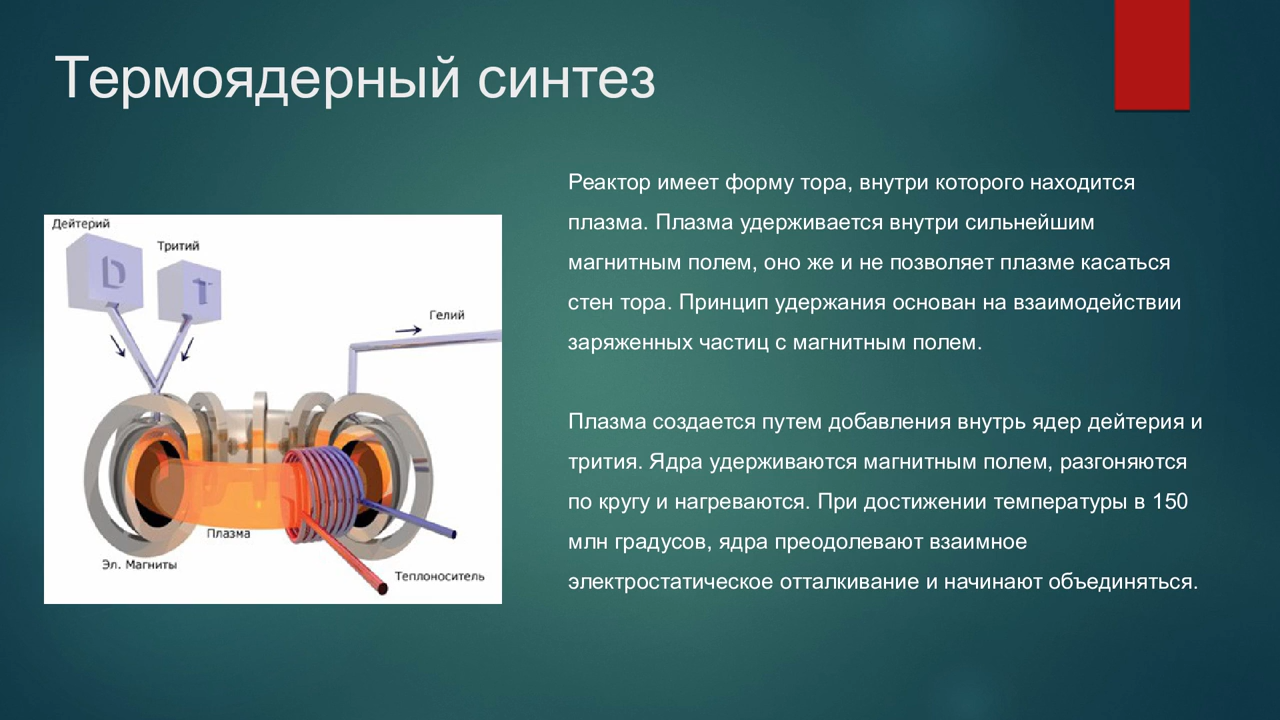 Термоядерный синтез
Дейтерий
Тритий
D
T
Гелий
Плазма
Эл. Магниты
Теплоноситель
Реактор имеет форму тора, внутри которого находится
плазма. Плазма удерживается внутри сильнейшим
магнитным полем, оно же и не позволяет плазме касаться
стен тора. Принцип удержания основан на взаимодействии
заряженных частиц с магнитным полем.
Плазма создается путем добавления внутрь ядер дейтерия и
трития. Ядра удерживаются магнитным полем, разгоняются
по кругу и нагреваются. При достижении температуры в 150
млн градусов, ядра преодолевают взаимное
электростатическое отталкивание и начинают объединяться.